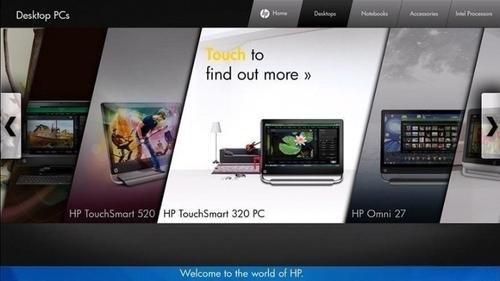 Desktop PCs
hp Home
Desktops
Notebooks
Accessories
Intel Processors
Touch to
find out more »
HP TouchSmart 520
HP TouchSmart 320 PC
HP Omni 27
Welcome to the world of HP.